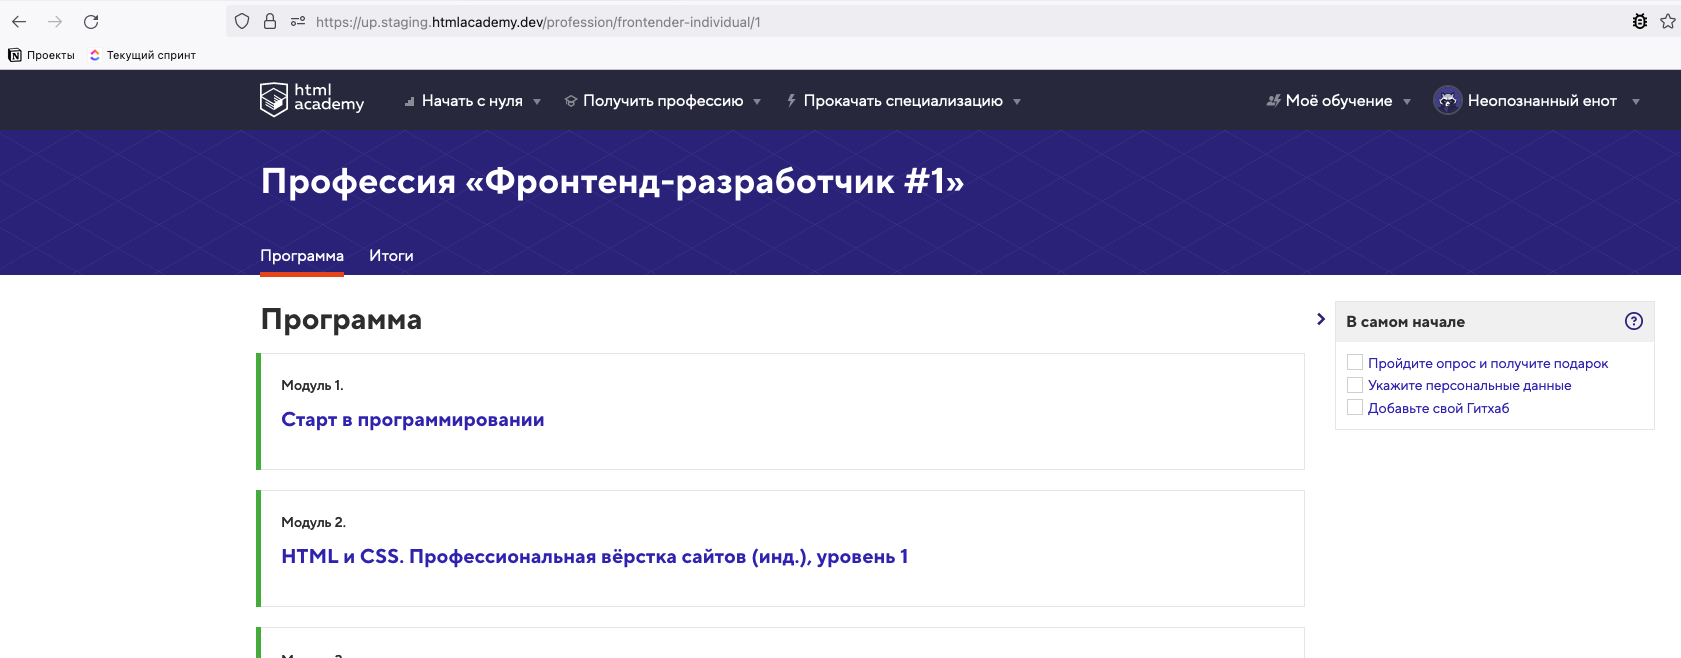 https://up.staging.htmlacademy.dev/profession/frontender-individual/1
Проекты Текущий спринт
html
academy
Начать с нуля Получить профессию Прокачать специализацию Моё обучение Неопознанный енот
Профессия «Фронтенд-разработчик #1»
Программа Итоги
Программа
Модуль 1.
Старт в программировании
Модуль 2.
HTML и CSS. Профессиональная вёрстка сайтов (инд.), уровень 1
В самом начале
Пройдите опрос и получите подарок
Укажите персональные данные
Добавьте свой Гитхаб